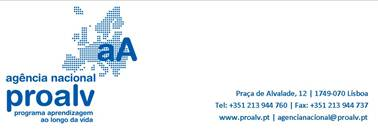 aA
agência nacional
proalv
programa aprendizagem
ao longo da vida
Praça de Alvalade, 12 | 1749-070 Lisboa
Tel: +351 213 944 760 | Fax: +351 213 944 737
www.proalv.pt | agencianacional@proalv.pt